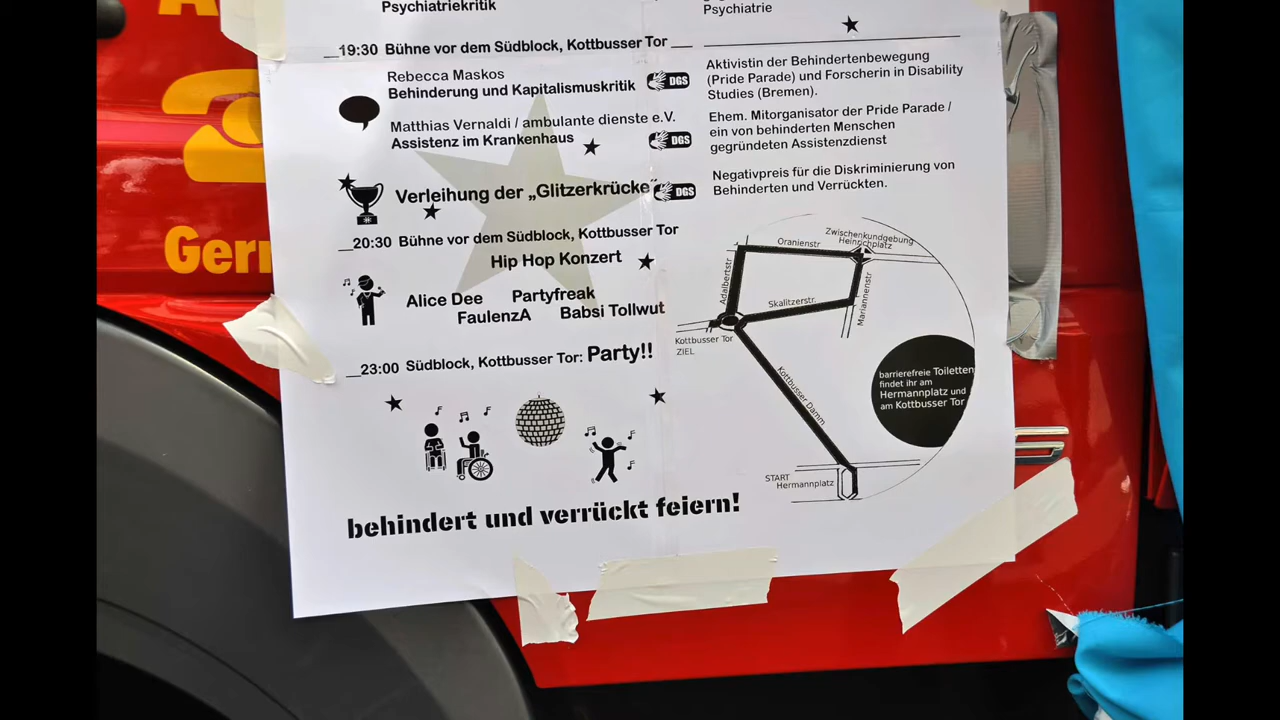 Psychiatriekritik
Psychiatrie
19:30 Bühne vor dem Südblock, Kottbusser Tor
Rebecca Maskos
Behinderung und Kapitalismuskritik
DGS
Aktivistin der Behindertenbewegung
(Pride Parade) und Forscherin in Disability
Studies (Bremen).
Matthias Vernaldi / ambulante dienste e.V.
Assistenz im Krankenhaus
DGS
Ehem. Mitorganisator der Pride Parade /
ein von behinderten Menschen
gegründeten Assistenzdienst
Verleihung der „Glitzerkrücke“
DGS
Negativpreis für die Diskriminierung von
Behinderten und Verrückten.
20:30 Bühne vor dem Südblock, Kottbusser Tor
Hip Hop Konzert
Alice Dee Partyfreak
FaulenzA Babsi Tollwut
23:00 Südblock, Kottbusser Tor: Party!!
behindert und verrückt feiern!
Oranienstr
Zwischenkundgebung
Heinrichplatz
Adalbertstr
Mariannenstr
Skalitzerstr.
Kottbusser Tor
ZIEL
Kottbusser Damm
START
Hermannplatz
barrierefreie Toiletten
findet ihr am
Hermannplatz und
am Kottbusser Tor
A
Gern